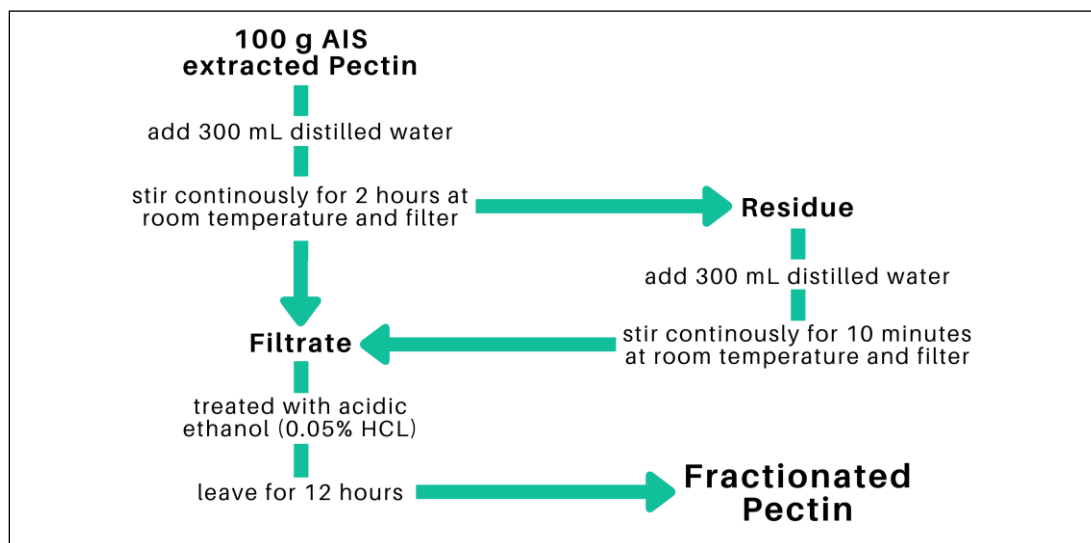 100 g AIS
extracted Pectin
add 300 mL distilled water
stir continously for 2 hours at
room temperature and filter
Residue
add 300 mL distilled water
stir continously for 10 minutes
at room temperature and filter
Filtrate
treated with acidic
ethanol (0.05% HCL)
leave for 12 hours
Fractionated
Pectin